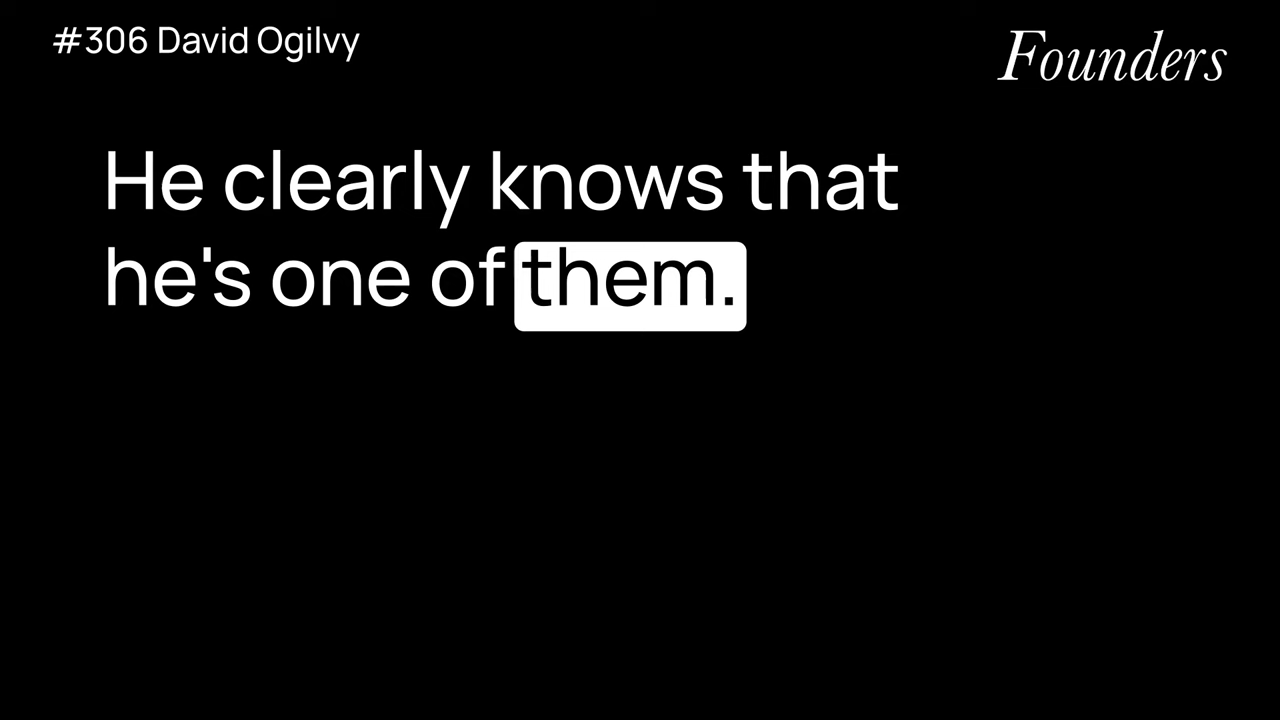 #306 David Ogilvy
Founders
He clearly knows that
he's one of them.